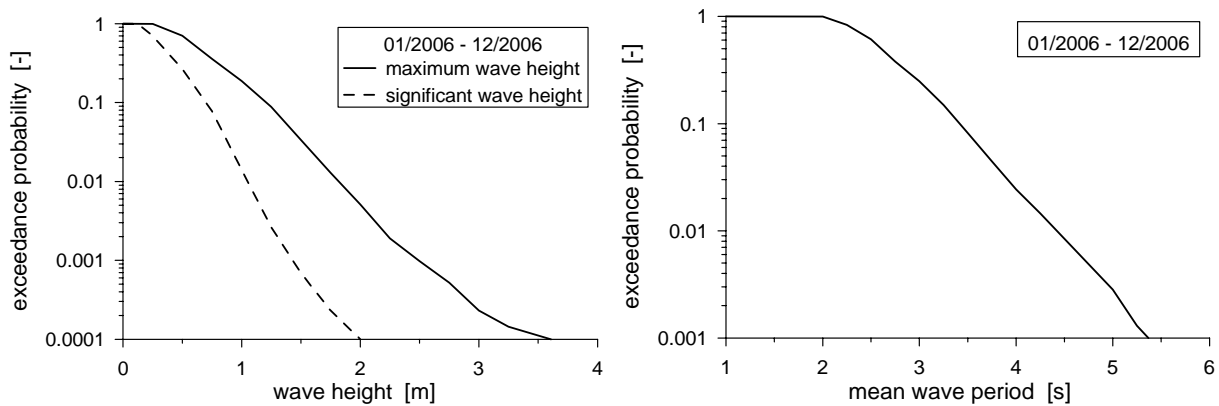 exceedance probability [-]
1
0.1
0.01
0.001
0.0001
01/2006 - 12/2006
maximum wave height
significant wave height
0 1 2 3 4
wave height [m]
exceedance probability [-]
1
0.1
0.01
0.001
01/2006 - 12/2006
1 2 3 4 5 6
mean wave period [s]